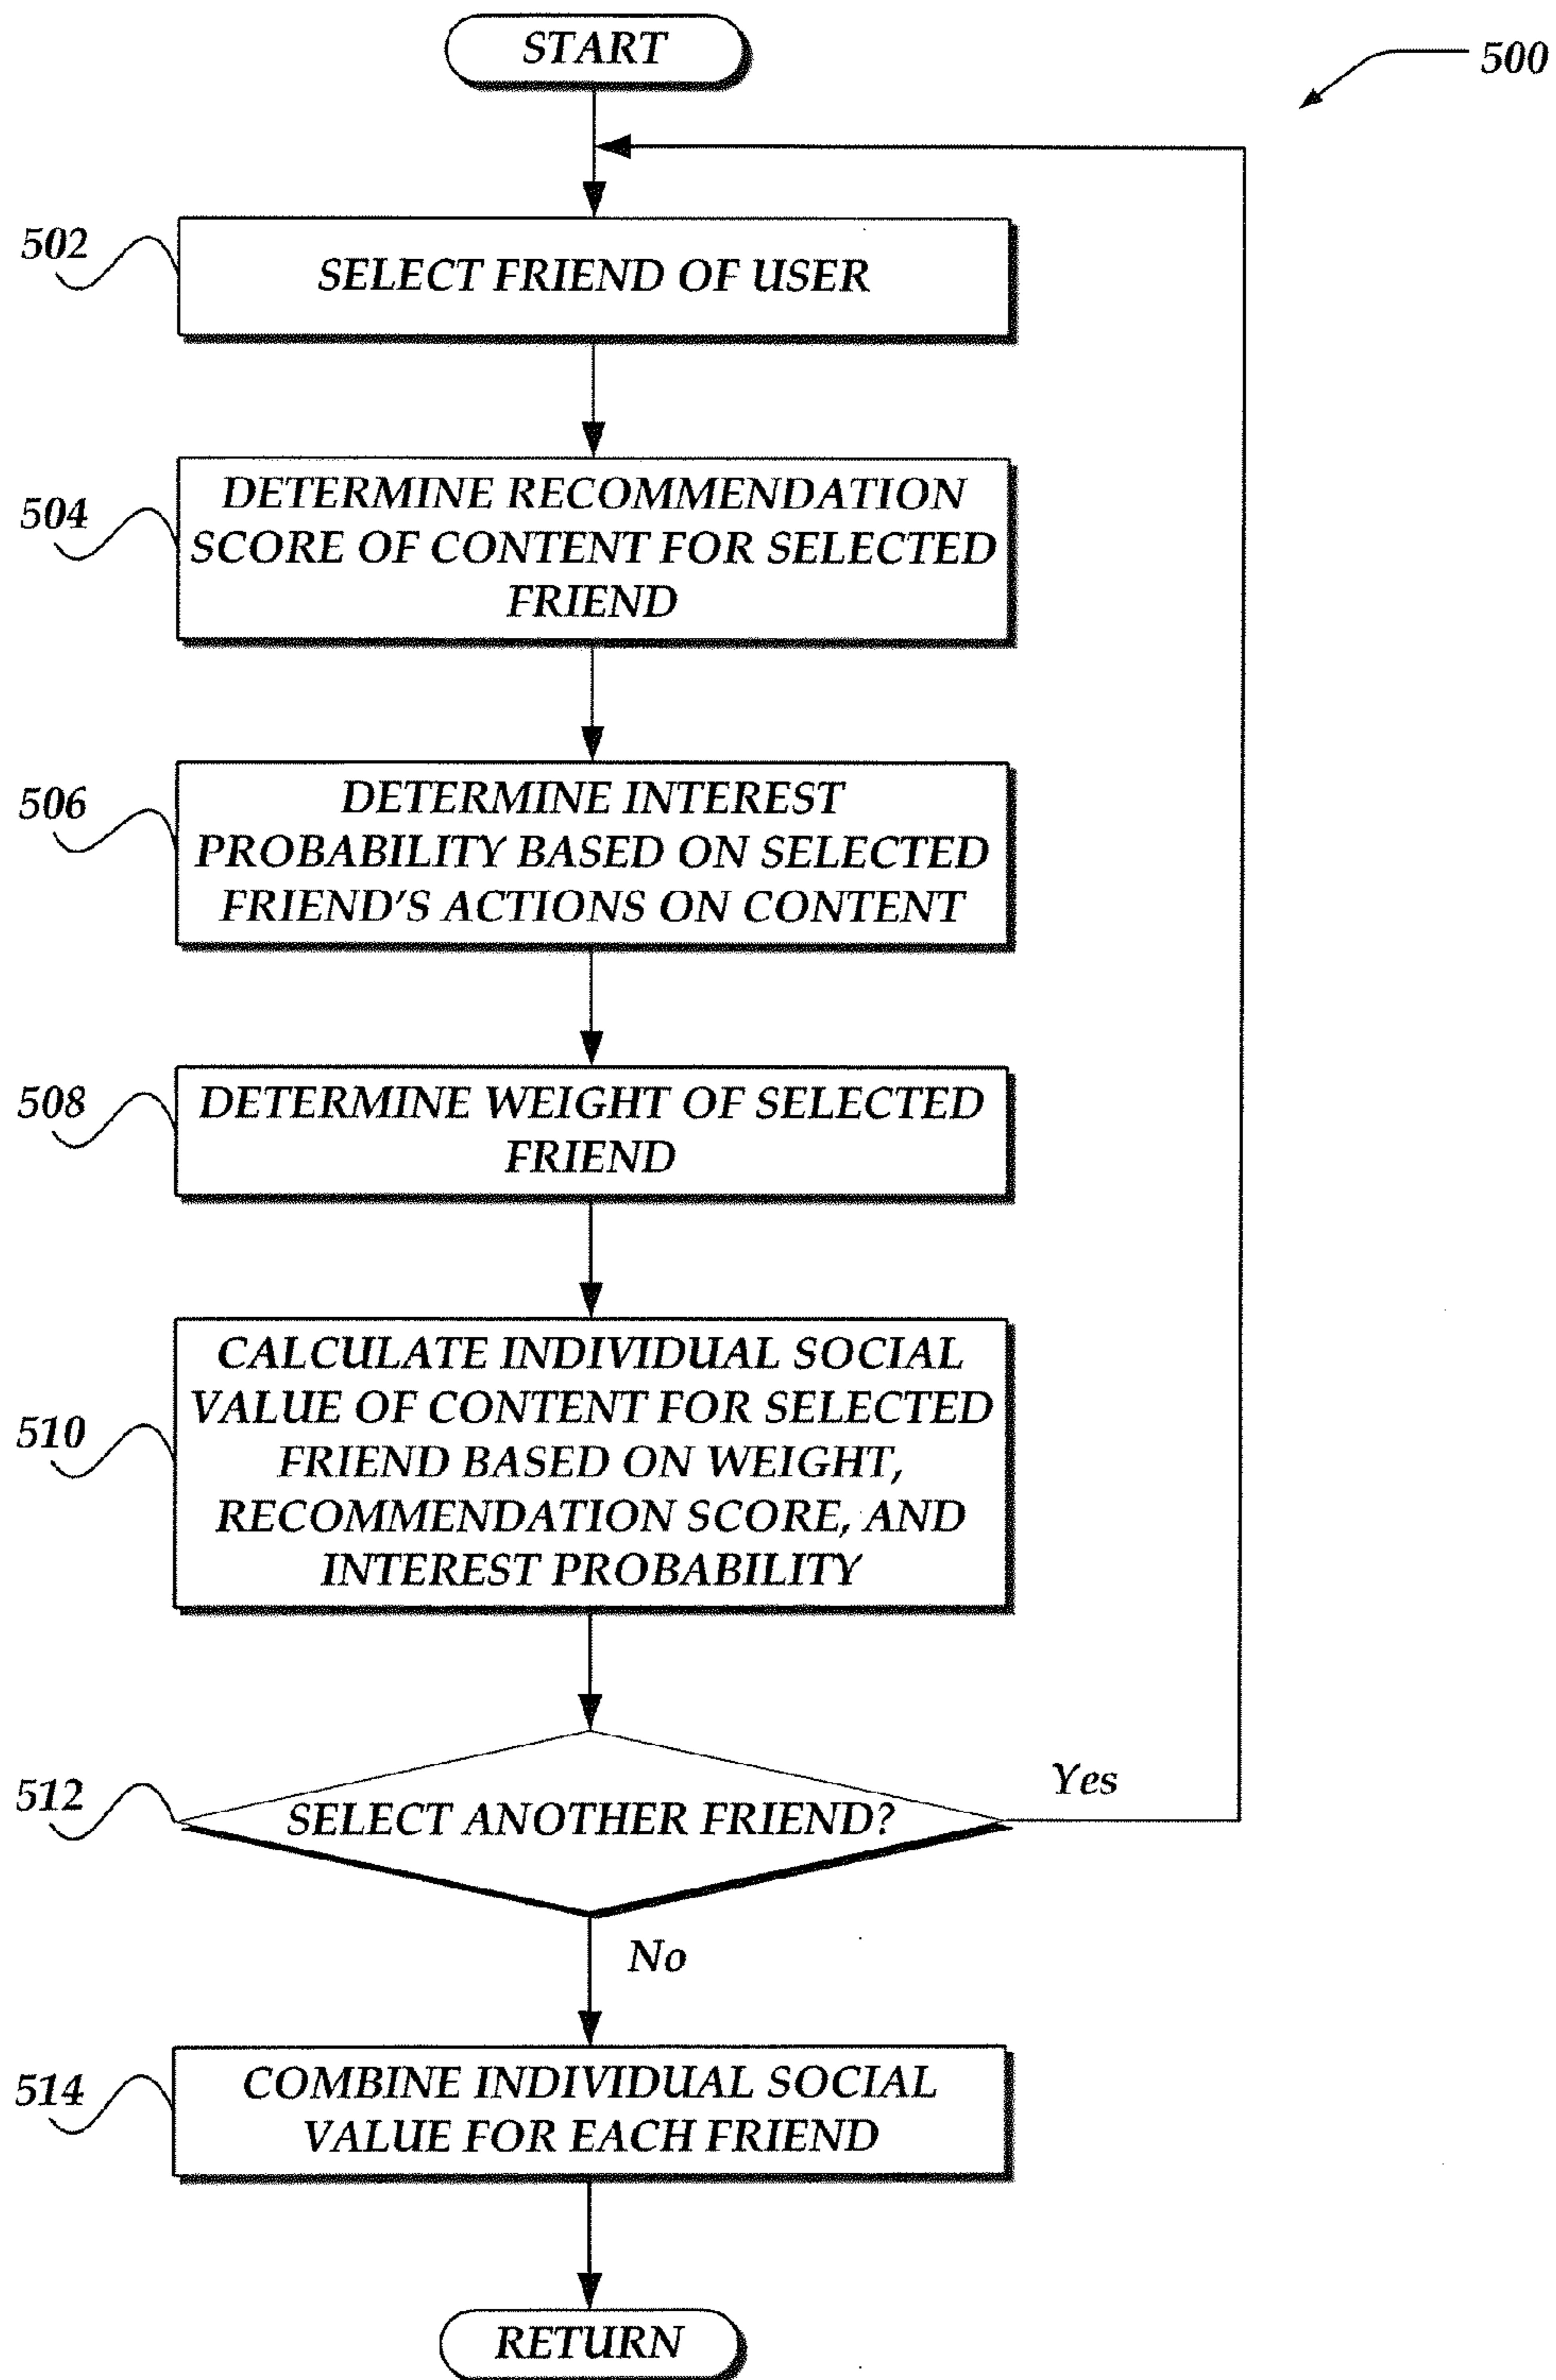 START
500
502
SELECT FRIEND OF USER
504
DETERMINE RECOMMENDATION
SCORE OF CONTENT FOR SELECTED
FRIEND
506
DETERMINE INTEREST
PROBABILITY BASED ON SELECTED
FRIEND'S ACTIONS ON CONTENT
508
DETERMINE WEIGHT OF SELECTED
FRIEND
510
CALCULATE INDIVIDUAL SOCIAL
VALUE OF CONTENT FOR SELECTED
FRIEND BASED ON WEIGHT,
RECOMMENDATION SCORE, AND
INTEREST PROBABILITY
512
SELECT ANOTHER FRIEND?
Yes
No
514
COMBINE INDIVIDUAL SOCIAL
VALUE FOR EACH FRIEND
RETURN